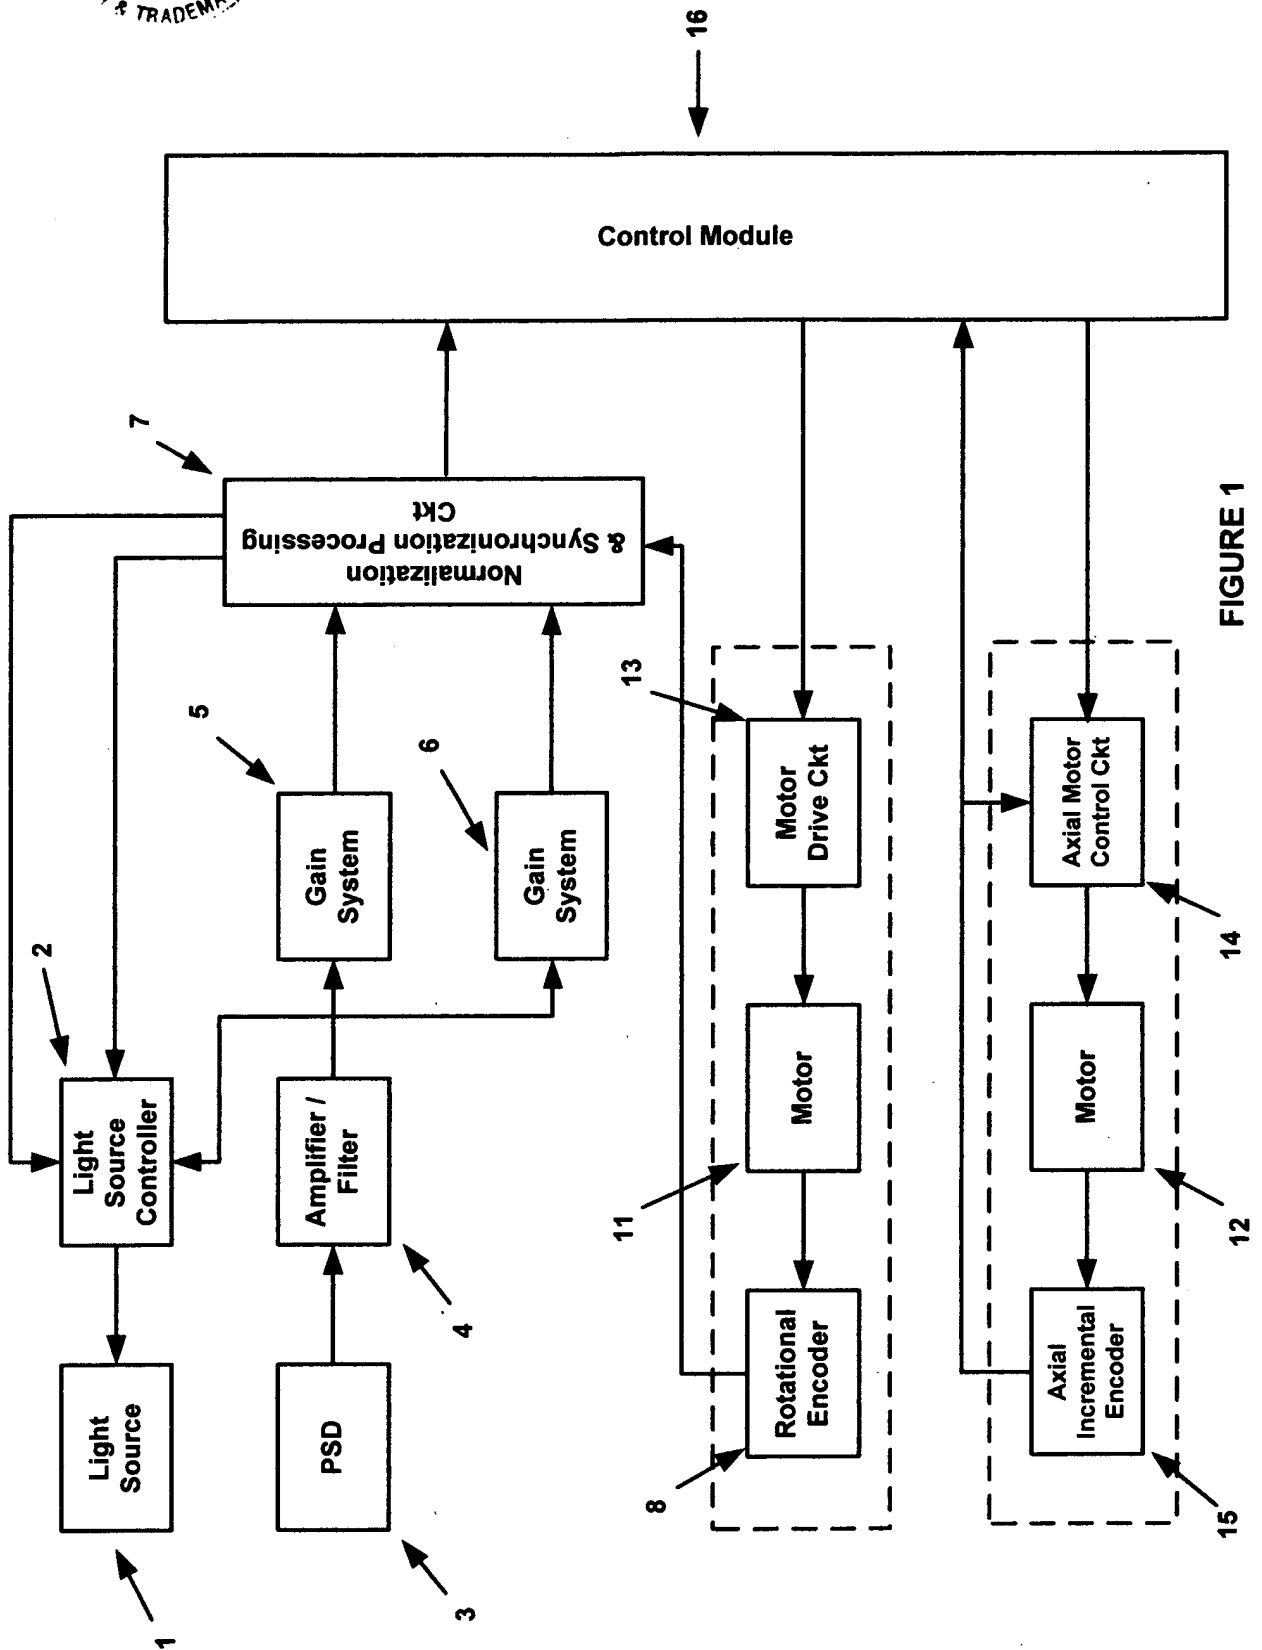 & TRADEMA
1
Light
Source
2
Light
Source
Controller
3
PSD
4
Amplifier /
Filter
5
Gain
System
6
Gain
System
7
Normalization
& Synchronization Processing
Ckt
16
Control Module
8
Rotational
Encoder
11
Motor
13
Motor
Drive Ckt
15
Axial
Incremental
Encoder
12
Motor
14
Axial Motor
Control Ckt
FIGURE 1